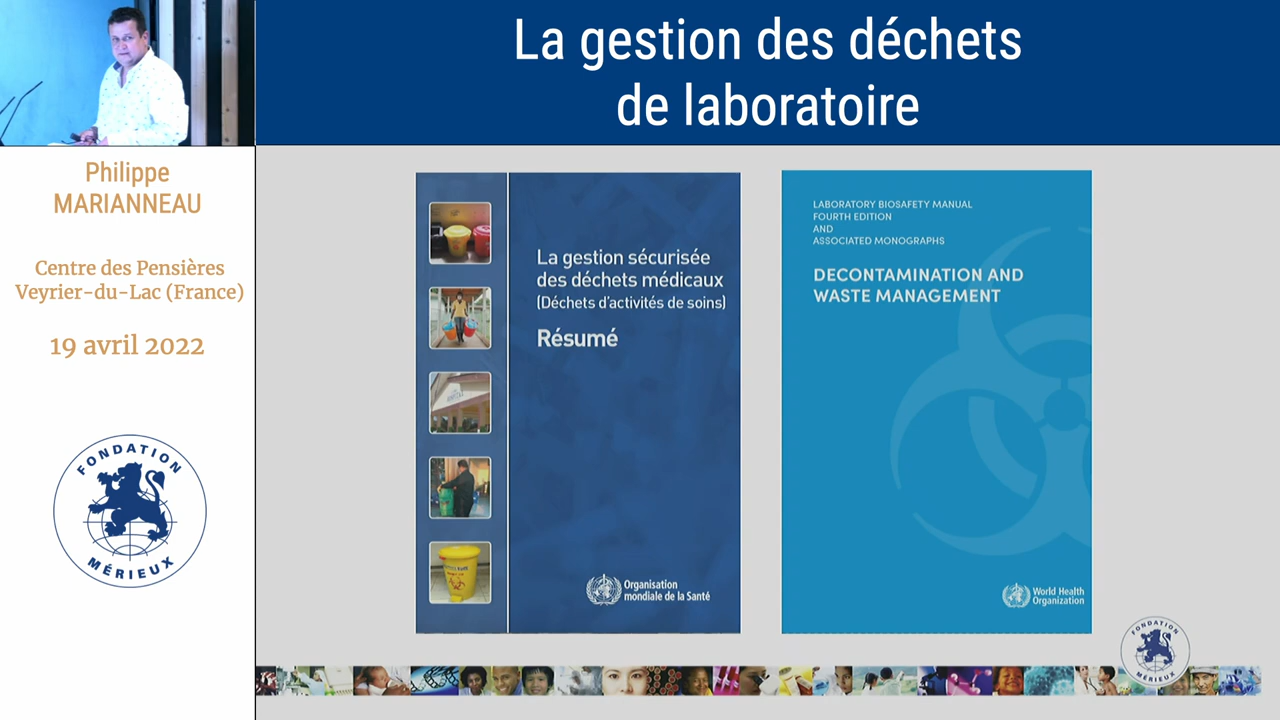 La gestion des déchets
de laboratoire
Philippe
MARIANNEAU
Centre des Pensières
Veyrier-du-Lac (France)
19 avril 2022
FONDATION
MÉRIEUX
La gestion sécurisée
des déchets médicaux
(Déchets d'activités de soins)
Résumé
Organisation
mondiale de la Santé
LABORATORY BIOSAFETY MANUAL
FOURTH EDITION
AND
ASSOCIATED MONOGRAPHS
DECONTAMINATION AND
WASTE MANAGEMENT
World Health
Organization
FONDATION
MÉRIEUX